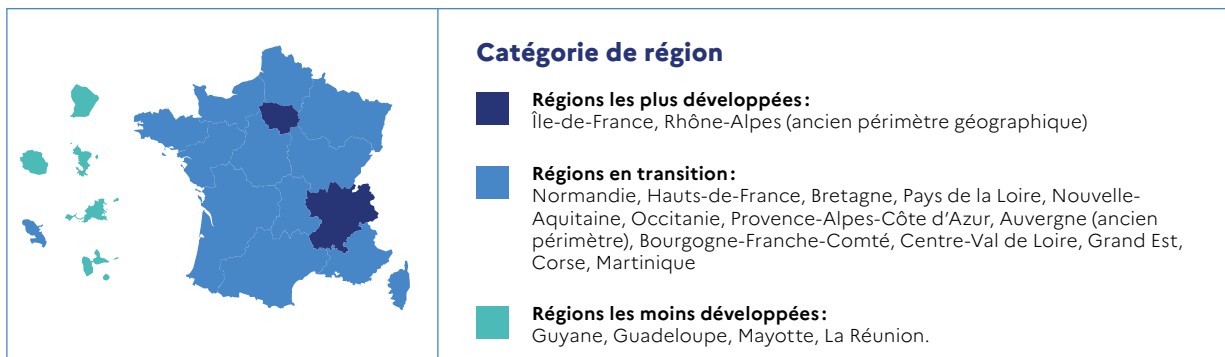 Catégorie de région
Régions les plus développées :
Île-de-France, Rhône-Alpes (ancien périmètre géographique)
Régions en transition :
Normandie, Hauts-de-France, Bretagne, Pays de la Loire, Nouvelle-
Aquitaine, Occitanie, Provence-Alpes-Côte d'Azur, Auvergne (ancien
périmètre), Bourgogne-Franche-Comté, Centre-Val de Loire, Grand Est,
Corse, Martinique
Régions les moins développées :
Guyane, Guadeloupe, Mayotte, La Réunion.